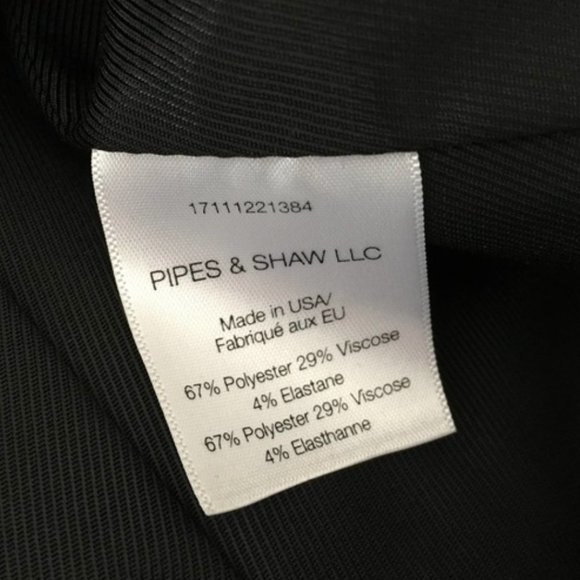 17111221384
PIPES & SHAW LLC
Made in USA/
Fabriqué aux EU
67% Polyester 29% Viscose
4% Elastane
67% Polyester 29% Viscose
4% Elasthanne